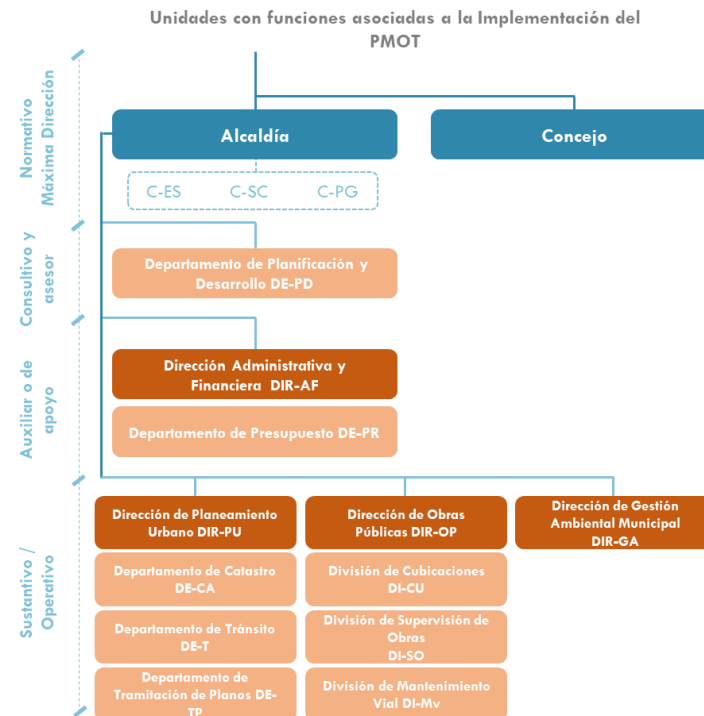 Unidades con funciones asociadas a la Implementación del
PMOT
Normativo
Máxima Dirección
Alcaldía
Concejo
C-ES C-SC C-PG
Consultivo y
asesor
Departamento de Planificación y
Desarrollo DE-PD
Auxiliar o de
apoyo
Dirección Administrativa y
Financiera DIR-AF
Departamento de Presupuesto DE-PR
Sustantivo /
Operativo
Dirección de Planeamiento
Urbano DIR-PU
Departamento de Catastro
DE-CA
Departamento de Tránsito
DE-T
Departamento de
Tramitación de Planos DE-
TP
Dirección de Obras
Públicas DIR-OP
División de Cubicaciones
DI-CU
División de Supervisión de
Obras
DI-SO
División de Mantenimiento
Vial DI-Mv
Dirección de Gestión
Ambiental Municipal
DIR-GA